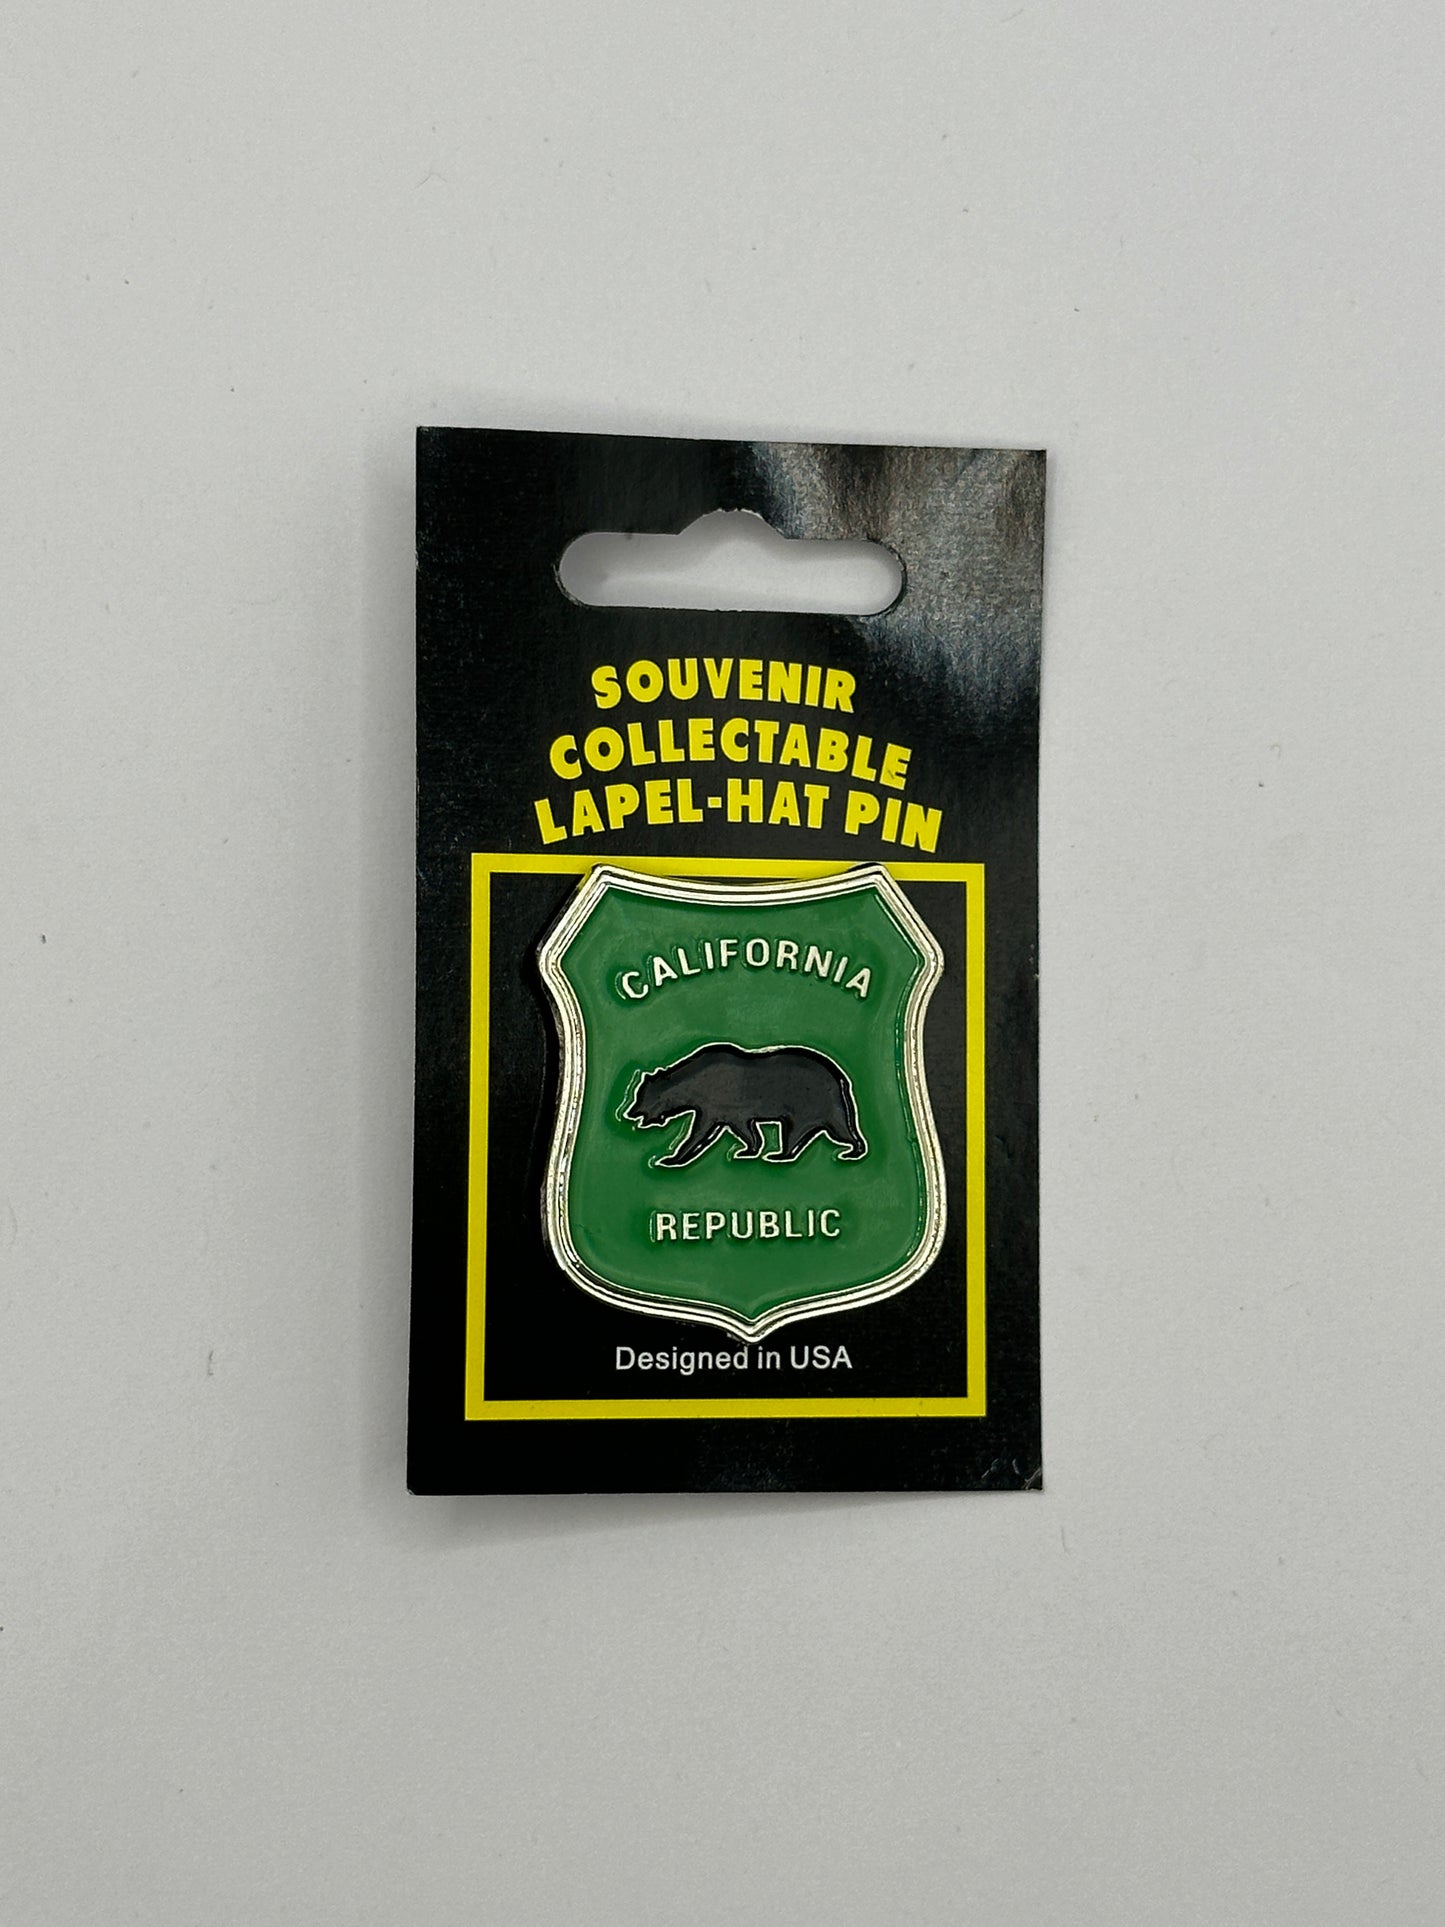 SOUVENIR
COLLECTABLE
LAPEL-HAT PIN
CALIFORNIA
REPUBLIC
Designed in USA